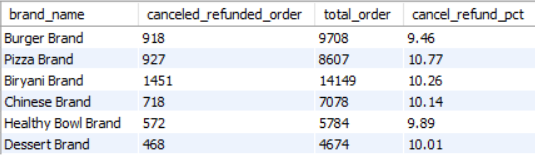 brand_name canceled_refunded_order total_order cancel_refund_pct
Burger Brand 918 9708 9.46
Pizza Brand 927 8607 10.77
Biryani Brand 1451 14149 10.26
Chinese Brand 718 7078 10.14
Healthy Bowl Brand 572 5784 9.89
Dessert Brand 468 4674 10.01